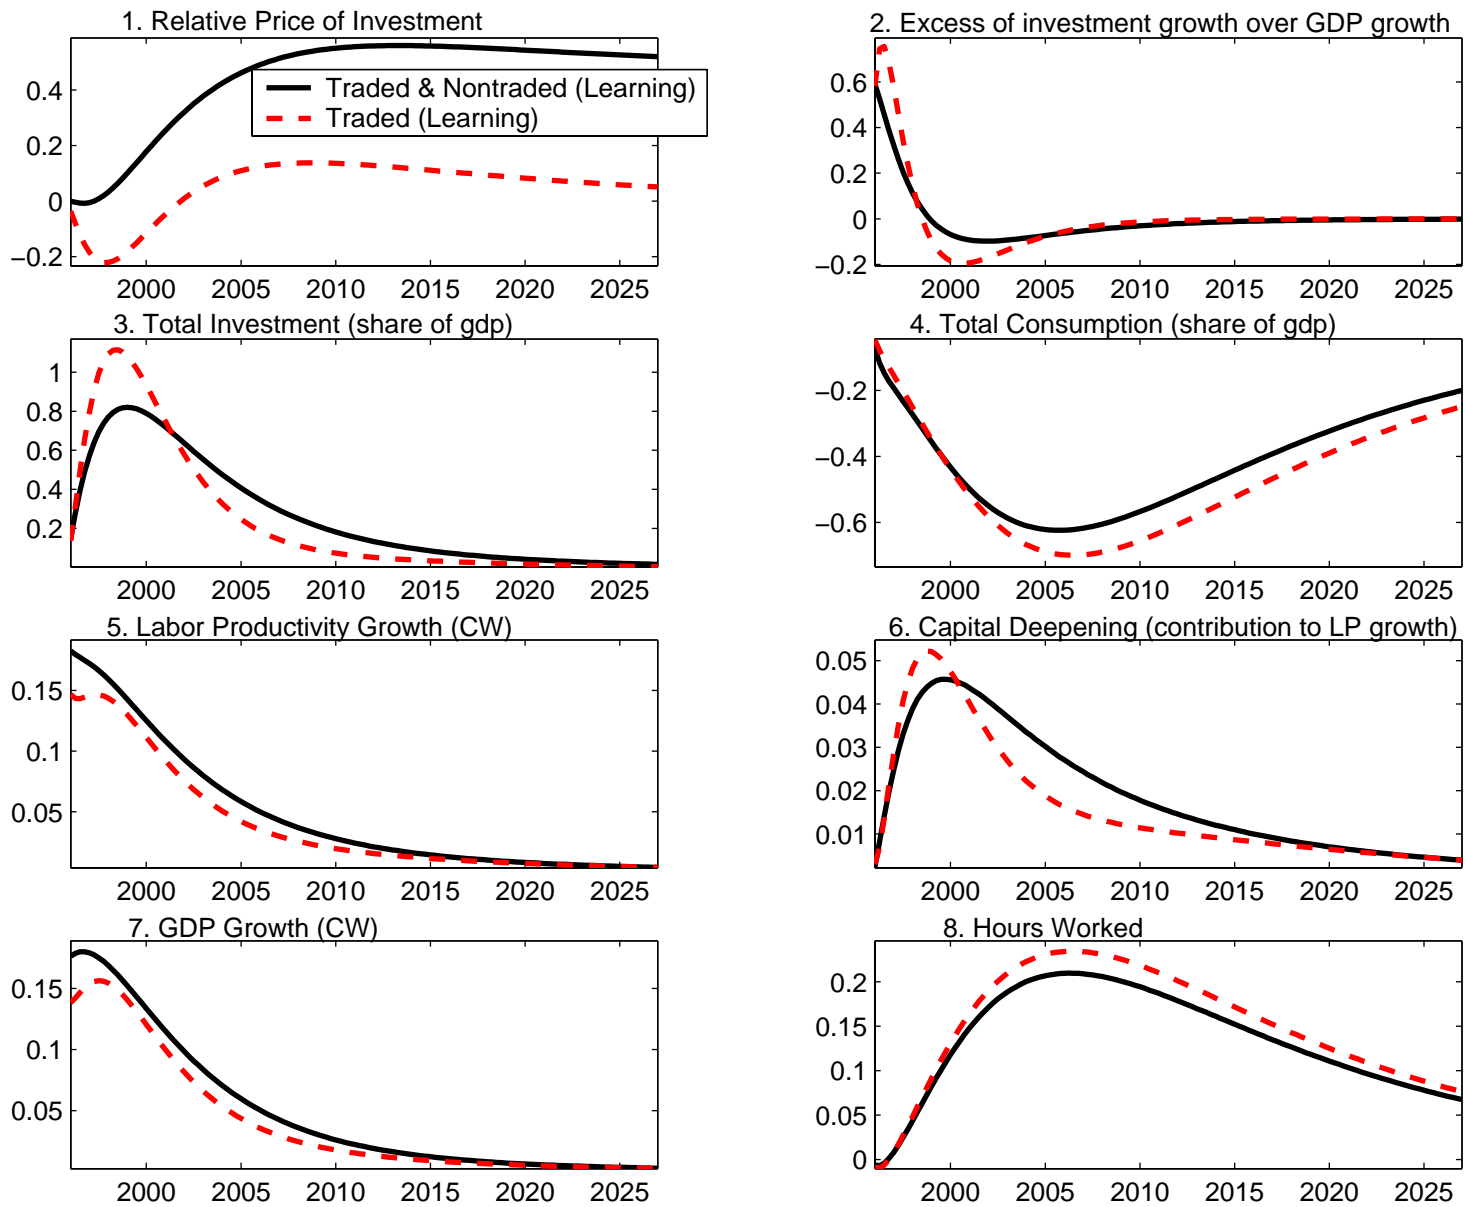 1. Relative Price of Investment
0.4
0.2
0
−0.2
Traded & Nontraded (Learning)
Traded (Learning)
2000 2005 2010 2015 2020 2025
2. Excess of investment growth over GDP growth
0.6
0.4
0.2
0
−0.2
2000 2005 2010 2015 2020 2025
3. Total Investment (share of gdp)
1
0.8
0.6
0.4
0.2
2000 2005 2010 2015 2020 2025
4. Total Consumption (share of gdp)
−0.2
−0.4
−0.6
2000 2005 2010 2015 2020 2025
5. Labor Productivity Growth (CW)
0.15
0.1
0.05
2000 2005 2010 2015 2020 2025
6. Capital Deepening (contribution to LP growth)
0.05
0.04
0.03
0.02
0.01
2000 2005 2010 2015 2020 2025
7. GDP Growth (CW)
0.15
0.1
0.05
2000 2005 2010 2015 2020 2025
8. Hours Worked
0.2
0.15
0.1
0.05
0
2000 2005 2010 2015 2020 2025